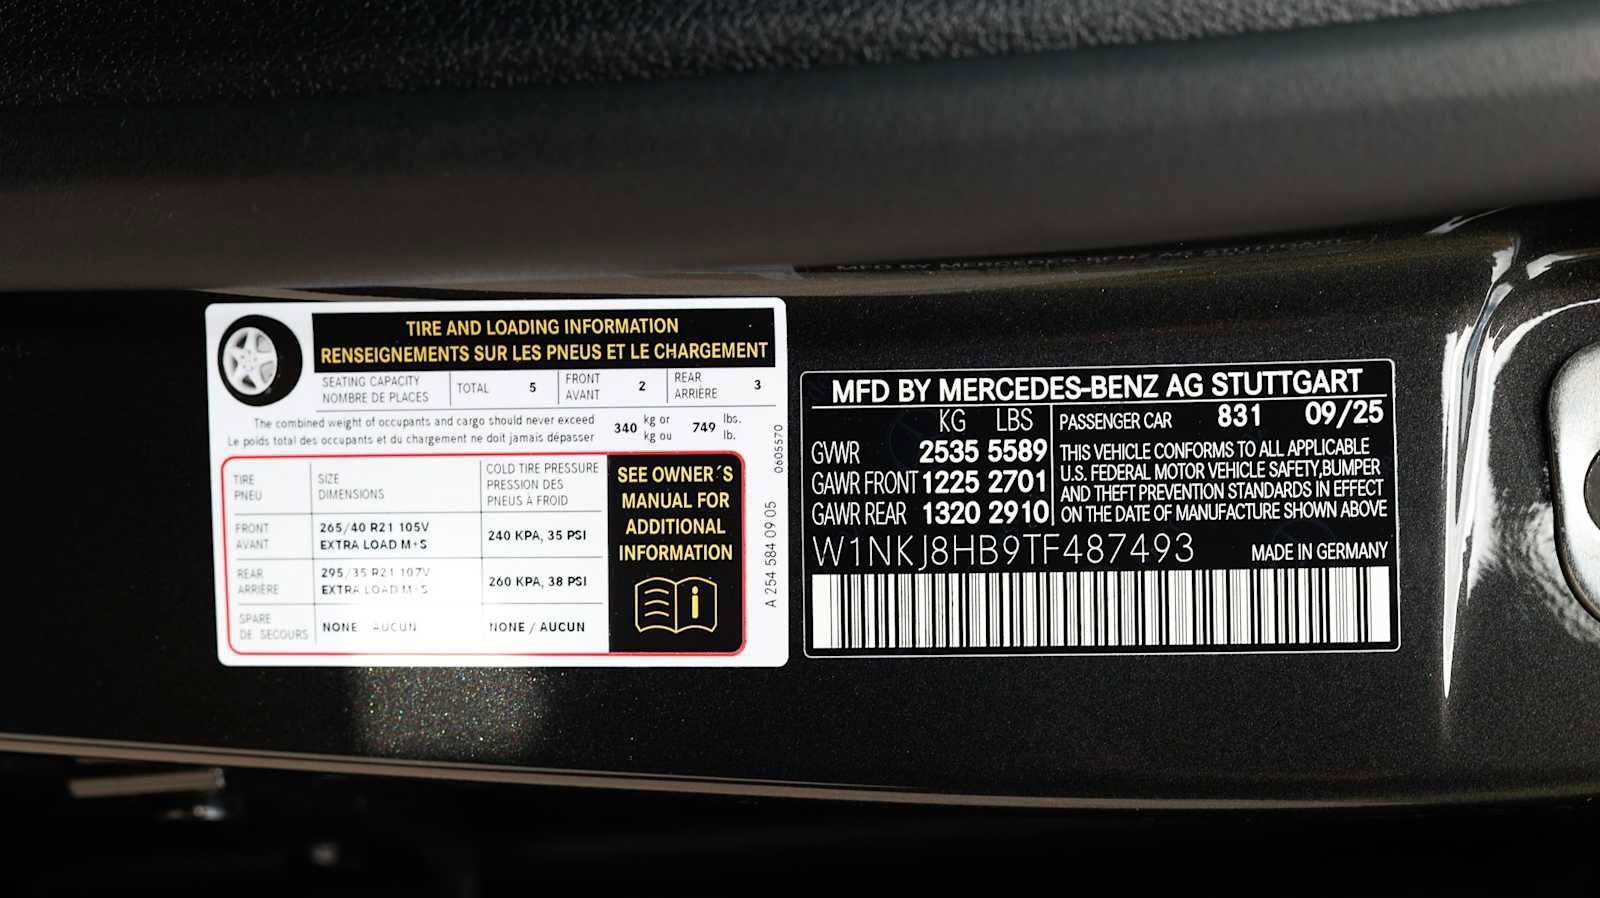 TIRE AND LOADING INFORMATION
RENSEIGNEMENTS SUR LES PNEUS ET LE CHARGEMENT
SEATING CAPACITY
NOMBRE DE PLACES
TOTAL 5
FRONT
AVANT
2
REAR
ARRIÈRE
3
The combined weight of occupants and cargo should never exceed
Le poids total des occupants et du chargement ne doit jamais dépasser
340 kg or 749 lbs.
kg ou lb.
TIRE
PNEU
SIZE
DIMENSIONS
COLD TIRE PRESSURE
PRESSION DES
PNEUS À FROID
FRONT
AVANT
265/40 R21 105V
EXTRA LOAD M+S
240 KPA, 35 PSI
REAR
ARRIÈRE
295/35 R21 107V
EXTRA LOAD M+S
260 KPA, 38 PSI
SPARE
DE SECOURS
NONE AUCUN
NONE / AUCUN
SEE OWNER´S
MANUAL FOR
ADDITIONAL
INFORMATION
i
0605570
A 254 584 09 05
MFD BY MERCEDES-BENZ AG STUTTGART
KG LBS
GVWR 2535 5589
GAWR FRONT 1225 2701
GAWR REAR 1320 2910
PASSENGER CAR 831 09/25
THIS VEHICLE CONFORMS TO ALL APPLICABLE
U.S. FEDERAL MOTOR VEHICLE SAFETY,BUMPER
AND THEFT PREVENTION STANDARDS IN EFFECT
ON THE DATE OF MANUFACTURE SHOWN ABOVE
W1NKJ8HB9TF487493
MADE IN GERMANY